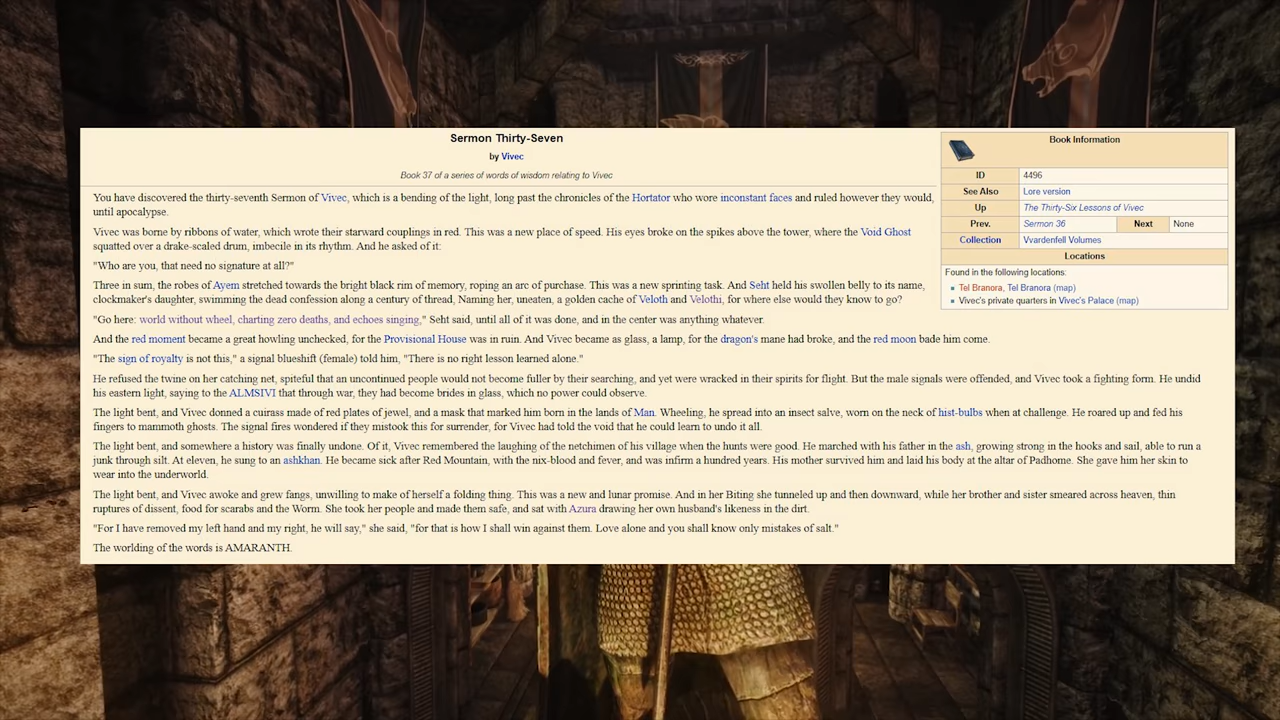 Sermon Thirty-Seven
by Vivec
Book 37 of a series of words of wisdom relating to Vivec
You have discovered the thirty-seventh Sermon of Vivec, which is a bending of the light, long past the chronicles of the Hortator who wore inconstant faces and ruled however they would,
until apocalypse.
Vivec was borne by ribbons of water, which wrote their starward couplings in red. This was a new place of speed. His eyes broke on the spikes above the tower, where the Void Ghost
squatted over a drake-scaled drum, imbecile in its rhythm. And he asked of it:
"Who are you, that need no signature at all?"
Three in sum, the robes of Ayem stretched towards the bright black rim of memory, roping an arc of purchase. This was a new sprinting task. And Seht held his swollen belly to its name,
clockmaker's daughter, swimming the dead confession along a century of thread, Naming her, uneaten, a golden cache of Veloth and Velothi, for where else would they know to go?
"Go here: world without wheel, charting zero deaths, and echoes singing," Seht said, until all of it was done, and in the center was anything whatever.
And the red moment became a great howling unchecked, for the Provisional House was in ruin. And Vivec became as glass, a lamp, for the dragon's mane had broke, and the red moon bade him come.
"The sign of royalty is not this," a signal blueshift (female) told him, "There is no right lesson learned alone."
He refused the twine on her catching net, spiteful that an uncontinued people would not become fuller by their searching, and yet were wracked in their spirits for flight. But the male signals were offended, and Vivec took a fighting form. He undid
his eastern light, saying to the ALMSIVI that through war, they had become brides in glass, which no power could observe.
The light bent, and Vivec donned a cuirass made of red plates of jewel, and a mask that marked him born in the lands of Man. Wheeling, he spread into an insect salve, worn on the neck of hist-bulbs when at challenge. He roared up and fed his
fingers to mammoth ghosts. The signal fires wondered if they mistook this for surrender, for Vivec had told the void that he could learn to undo it all.
The light bent, and somewhere a history was finally undone. Of it, Vivec remembered the laughing of the netchimen of his village when the hunts were good. He marched with his father in the ash, growing strong in the hooks and sail, able to run a
junk through silt. At eleven, he sung to an ashkhan. He became sick after Red Mountain, with the nix-blood and fever, and was infirm a hundred years. His mother survived him and laid his body at the altar of Padhome. She gave him her skin to
wear into the underworld.
The light bent, and Vivec awoke and grew fangs, unwilling to make of herself a folding thing. This was a new and lunar promise. And in her Biting she tunneled up and then downward, while her brother and sister smeared across heaven, thin
ruptures of dissent, food for scarabs and the Worm. She took her people and made them safe, and sat with Azura drawing her own husband's likeness in the dirt.
"For I have removed my left hand and my right, he will say," she said, "for that is how I shall win against them. Love alone and you shall know only mistakes of salt."
The worlding of the words is AMARANTH.
Book Information
ID 4496
See Also Lore version
Up The Thirty-Six Lessons of Vivec
Prev. Sermon 36 Next None
Collection Vvardenfell Volumes
Locations
Found in the following locations:
Tel Branora, Tel Branora (map)
Vivec's private quarters in Vivec's Palace (map)